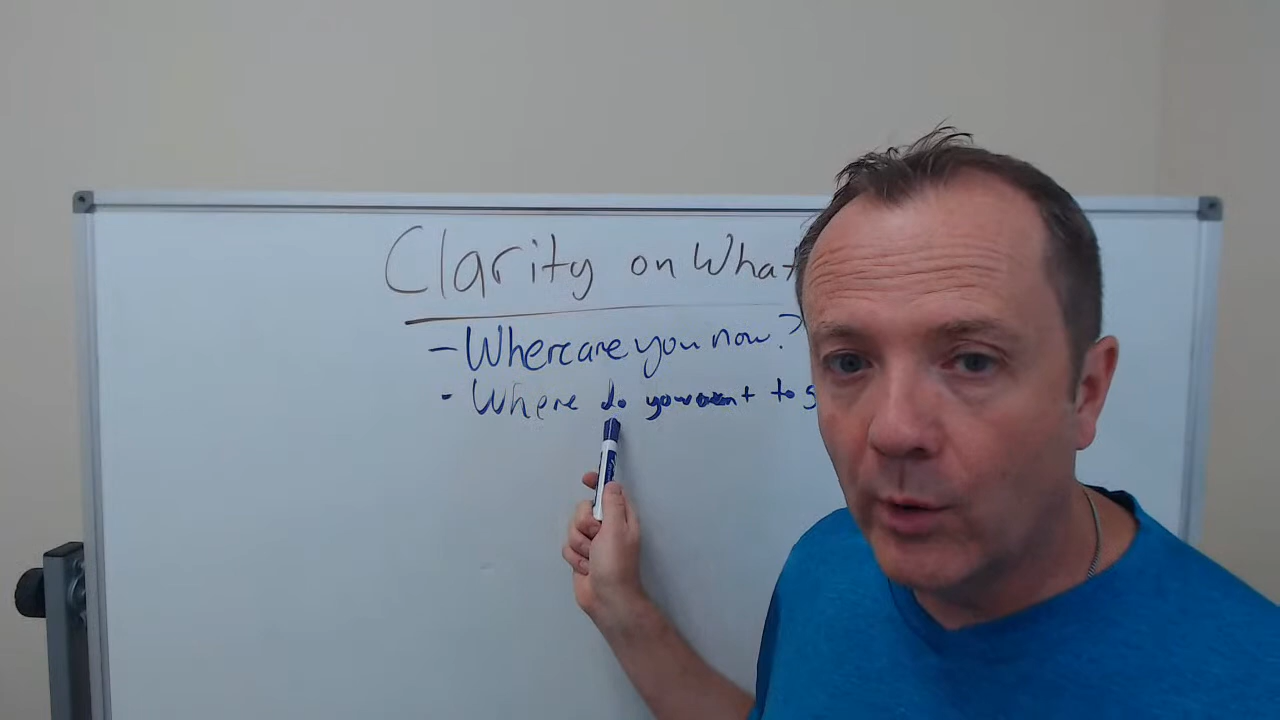 Clarity on What
- Where are you now?
- Where do you want to